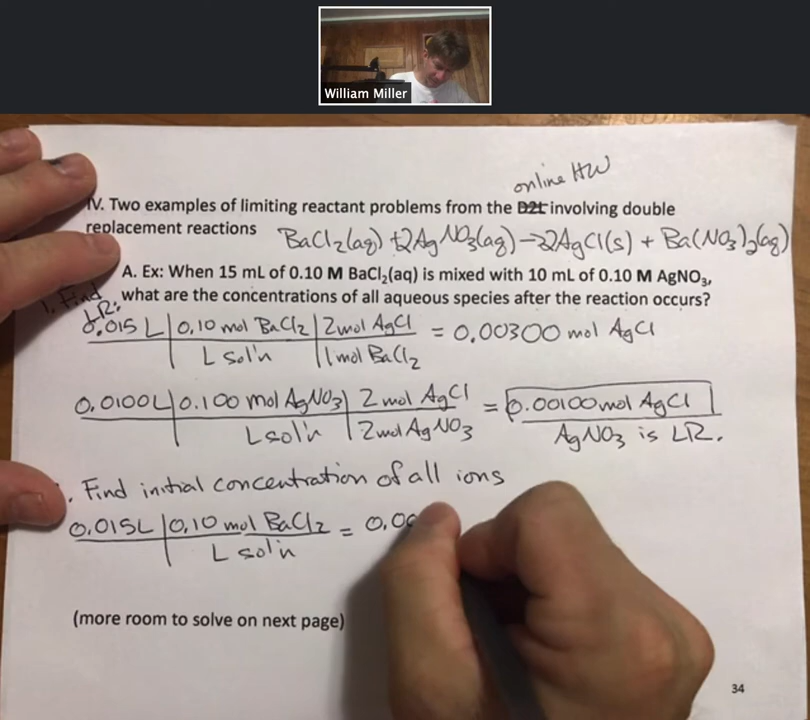 William Miller
online HW
IV. Two examples of limiting reactant problems from the D2L involving double
replacement reactions BaCl₂(aq) + 2AgNO₃(aq) → 2AgCl(s) + Ba(NO₃)₂(aq)
A. Ex: When 15 mL of 0.10 M BaCl₂(aq) is mixed with 10 mL of 0.10 M AgNO₃,
1. Find what are the concentrations of all aqueous species after the reaction occurs?
LR:
0.015 L | 0.10 mol BaCl₂ | 2 mol AgCl = 0.00300 mol AgCl
L sol'n | 1 mol BaCl₂
0.0100L | 0.100 mol AgNO₃ | 2 mol AgCl = 0.00100 mol AgCl
L sol'n | 2 mol AgNO₃ AgNO₃ is LR.
. Find initial concentration of all ions
0.015L | 0.10 mol BaCl₂ = 0.00
L sol'n
(more room to solve on next page)
34